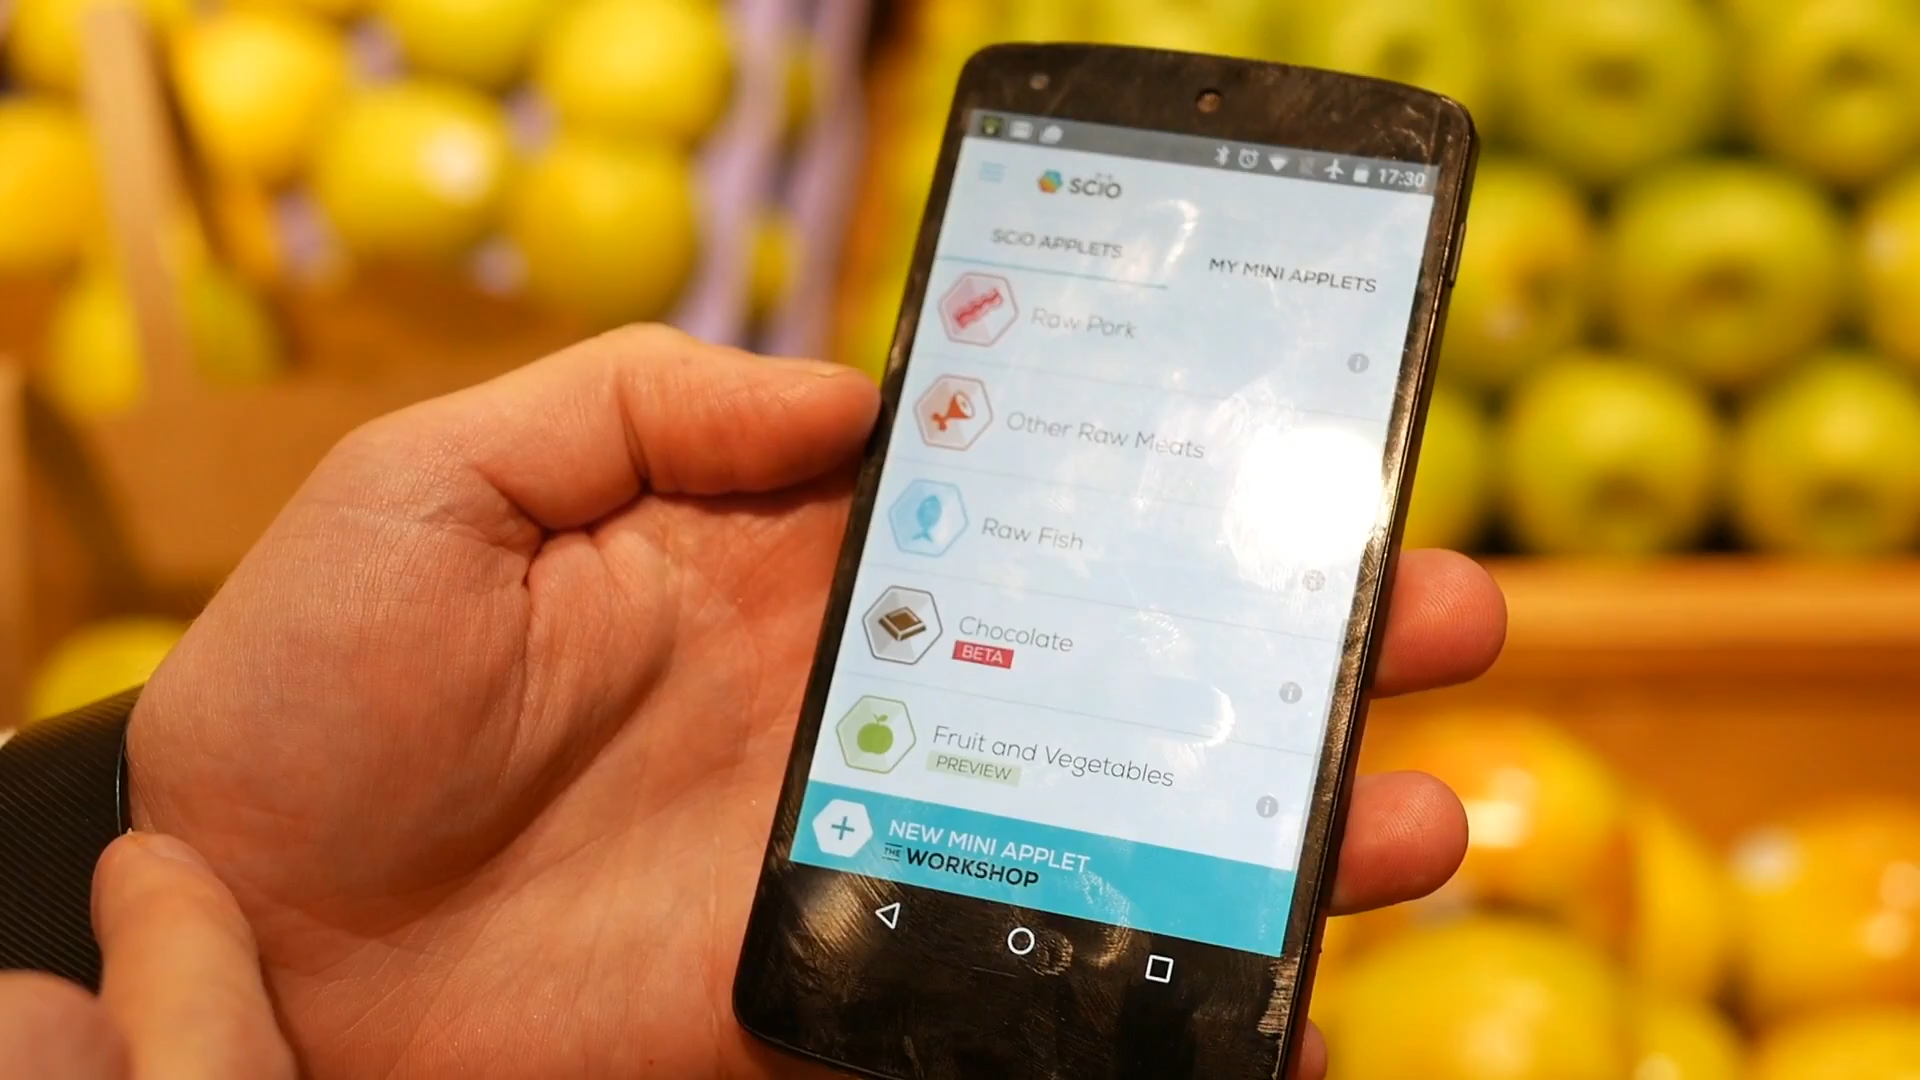 17:30
SCiO
SCiO APPLETS
MY MINI APPLETS
Raw Pork
Other Raw Meats
Raw Fish
Chocolate
BETA
Fruit and Vegetables
PREVIEW
NEW MINI APPLET
THE WORKSHOP